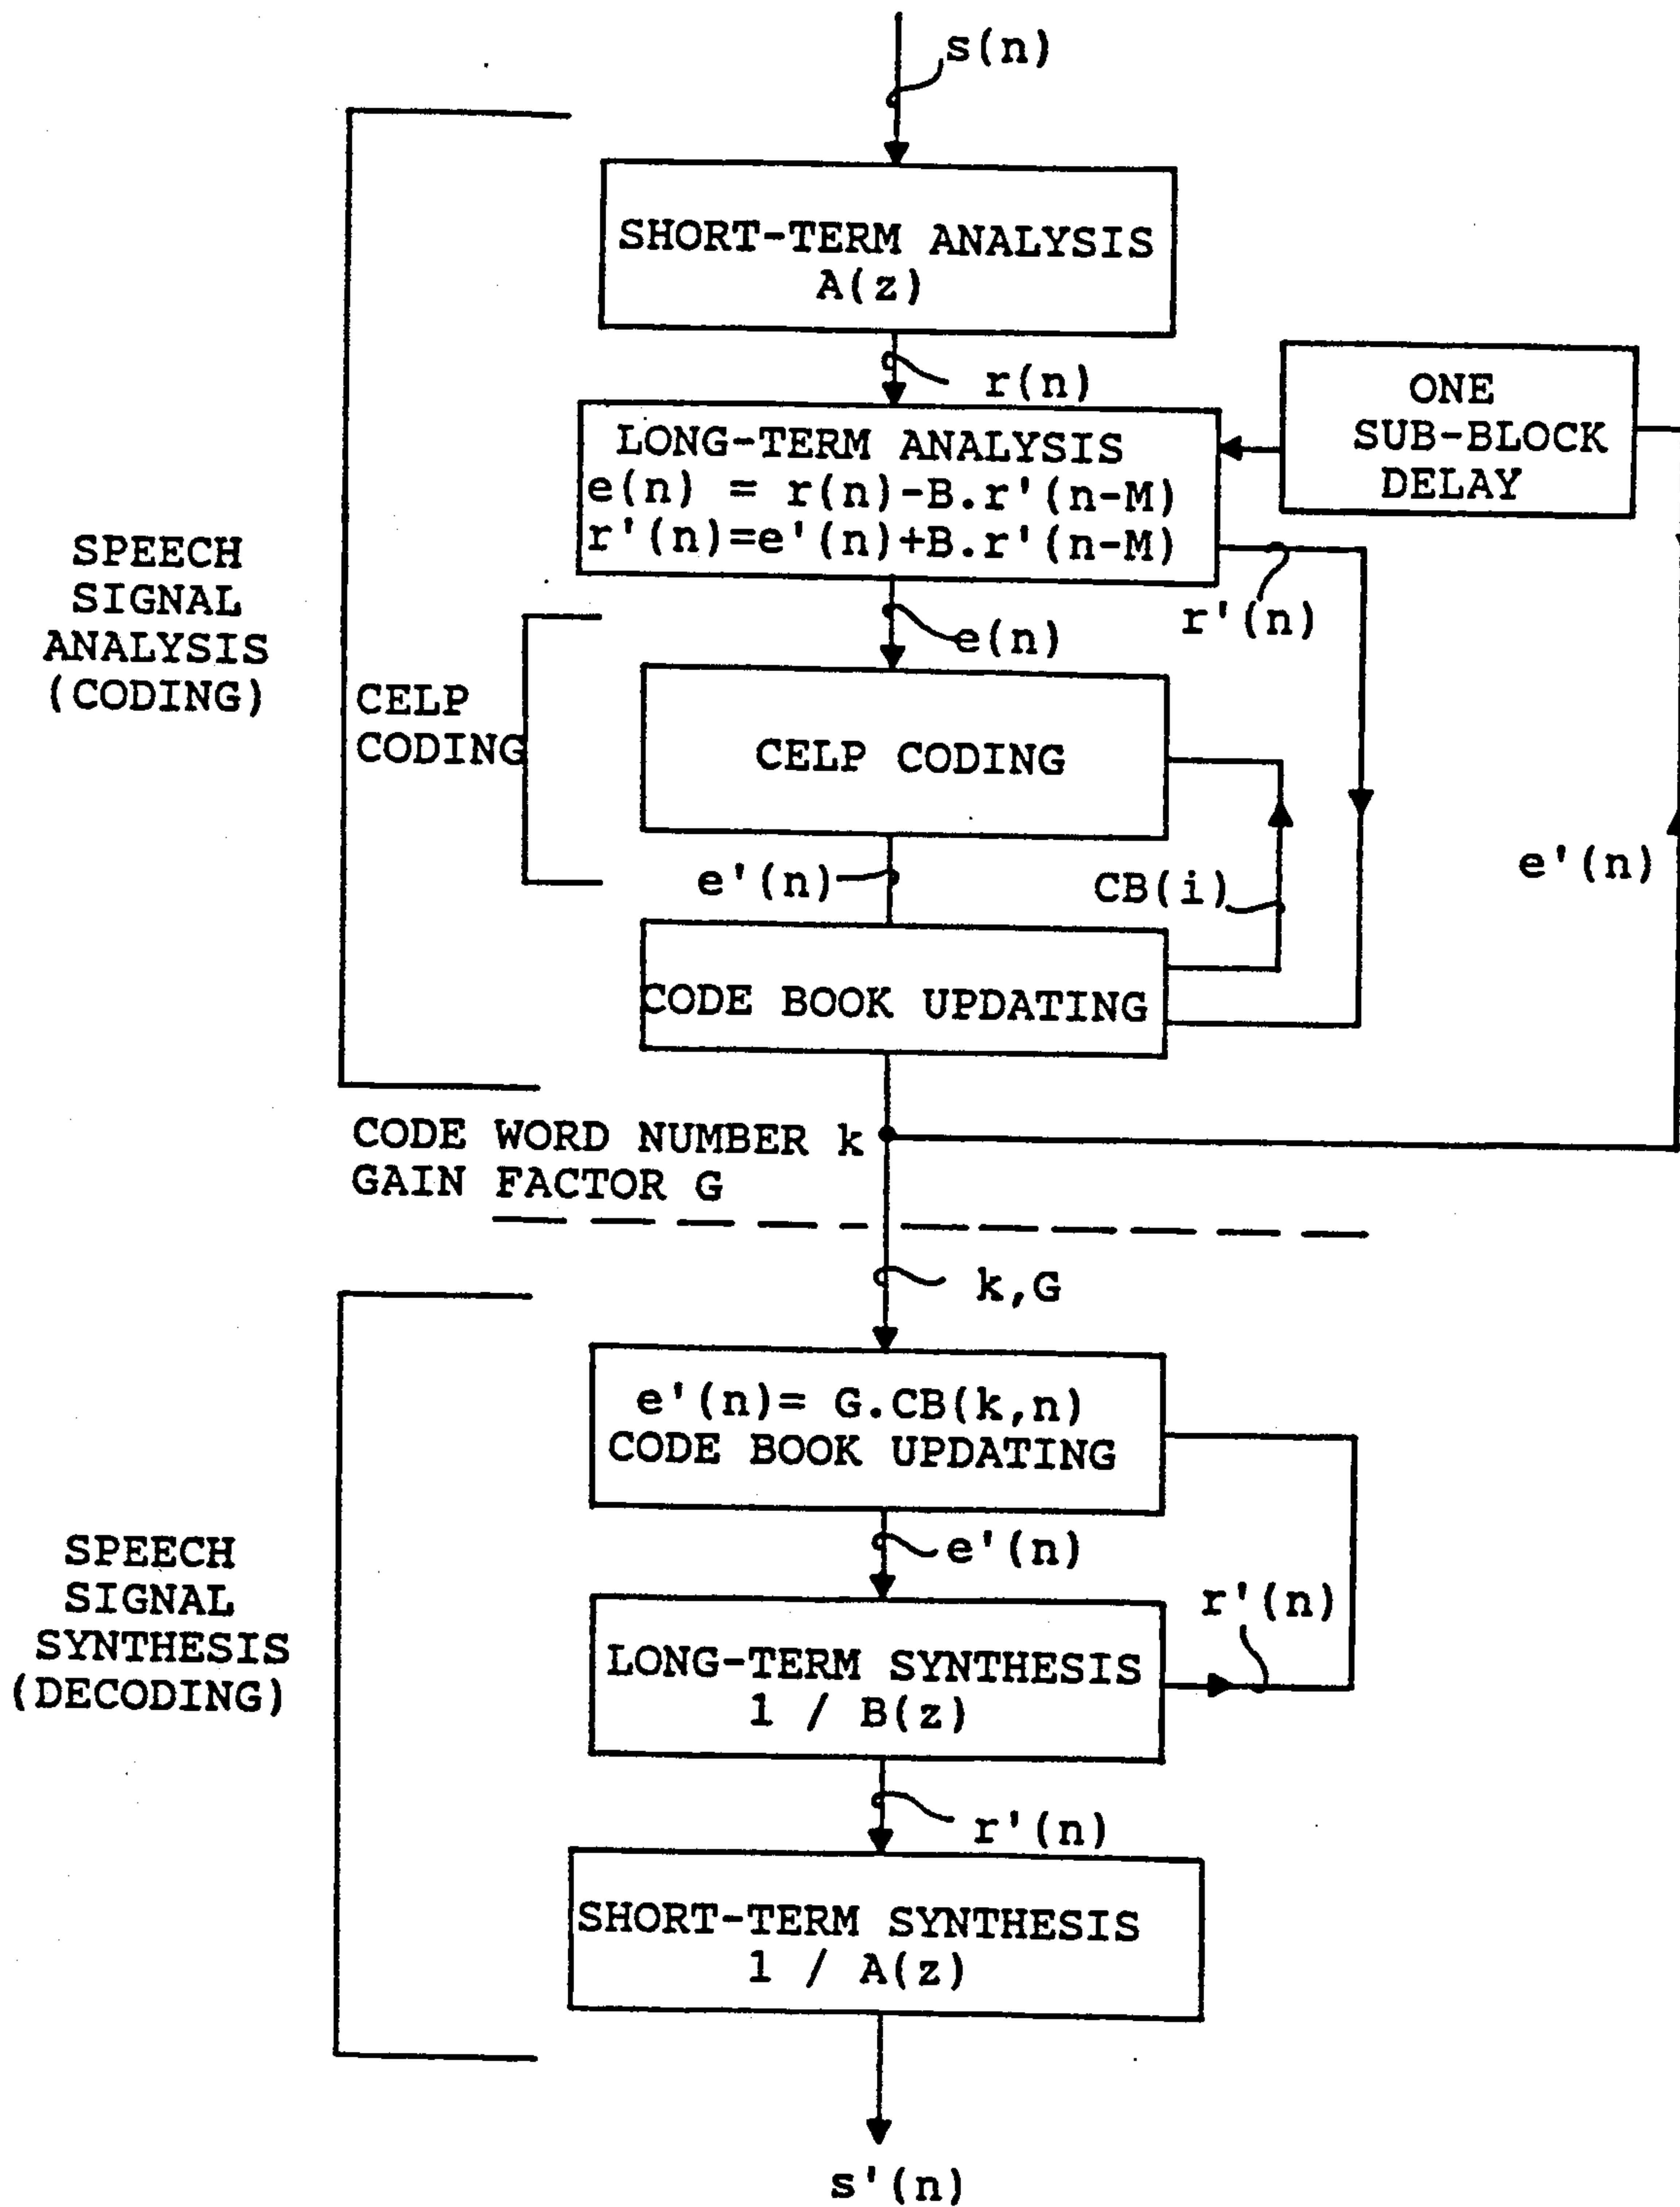 s(n)
SHORT-TERM ANALYSIS
A(z)
r(n)
ONE
SUB-BLOCK
DELAY
LONG-TERM ANALYSIS
e(n) = r(n)-B.r'(n-M)
r'(n)=e'(n)+B.r'(n-M)
SPEECH
SIGNAL
ANALYSIS
(CODING)
r'(n)
e(n)
CELP
CODING
CELP CODING
e'(n)
CB(i)
e'(n)
CODE BOOK UPDATING
CODE WORD NUMBER k
GAIN FACTOR G
k,G
e'(n)= G.CB(k,n)
CODE BOOK UPDATING
e'(n)
SPEECH
SIGNAL
SYNTHESIS
(DECODING)
r'(n)
LONG-TERM SYNTHESIS
1 / B(z)
r'(n)
SHORT-TERM SYNTHESIS
1 / A(z)
s'(n)